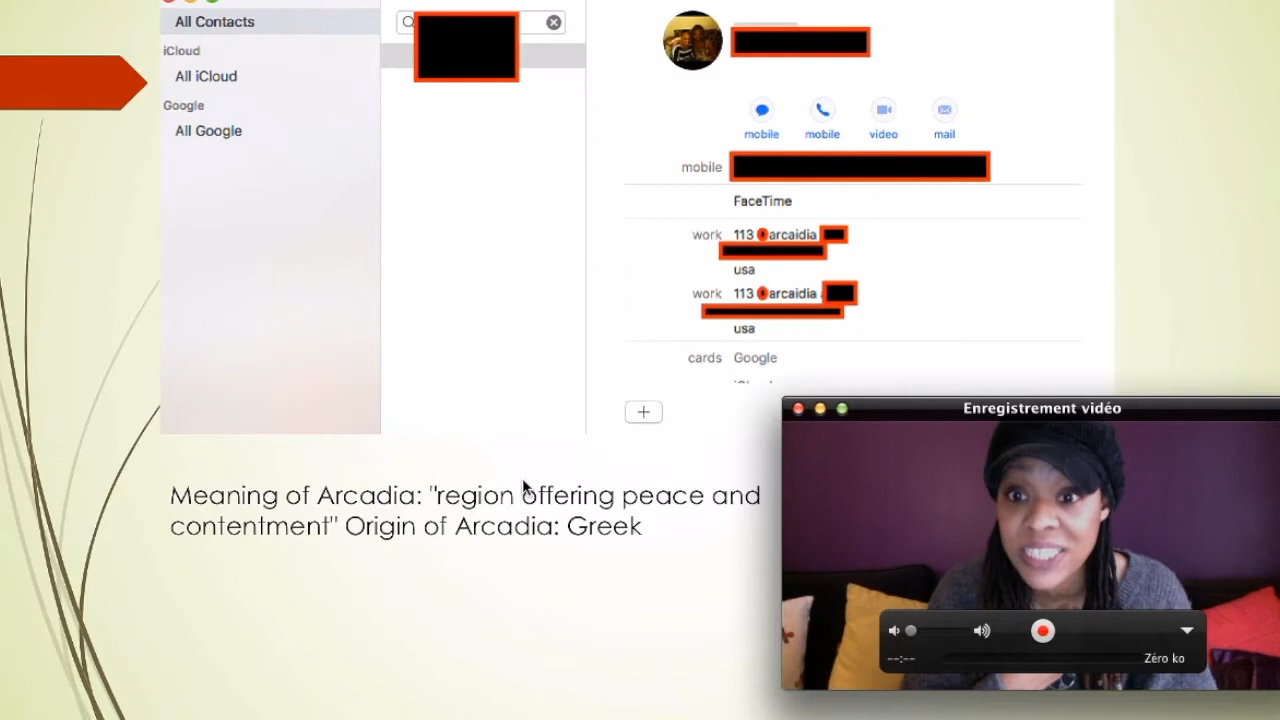 All Contacts
iCloud
All iCloud
Google
All Google
mobile
mobile
video
mail
mobile
FaceTime
work 113 arcaidia
usa
work 113 arcaidia
usa
cards Google
Enregistrement vidéo
Meaning of Arcadia: "region offering peace and
contentment" Origin of Arcadia: Greek
--:--
Zéro ko